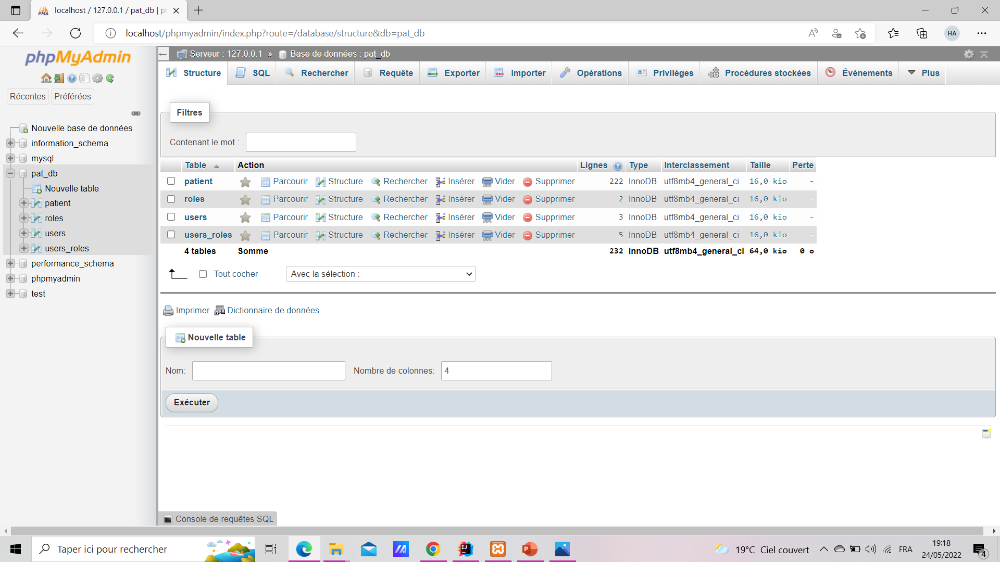 localhost / 127.0.0.1 / pat_db | p
localhost/phpmyadmin/index.php?route=/database/structure&db=pat_db
HA
phpMyAdmin
Récentes Préférées
Nouvelle base de données
information_schema
mysql
pat_db
Nouvelle table
patient
roles
users
users_roles
performance_schema
phpmyadmin
test
Serveur : 127.0.0.1 » Base de données : pat_db
Structure SQL Rechercher Requête Exporter Importer Opérations Privilèges Procédures stockées Évènements Plus
Filtres
Contenant le mot :
Table Action Lignes Type Interclassement Taille Perte
patient Parcourir Structure Rechercher Insérer Vider Supprimer 222 InnoDB utf8mb4_general_ci 16,0 kio -
roles Parcourir Structure Rechercher Insérer Vider Supprimer 2 InnoDB utf8mb4_general_ci 16,0 kio -
users Parcourir Structure Rechercher Insérer Vider Supprimer 3 InnoDB utf8mb4_general_ci 16,0 kio -
users_roles Parcourir Structure Rechercher Insérer Vider Supprimer 5 InnoDB utf8mb4_general_ci 16,0 kio -
4 tables Somme 232 InnoDB utf8mb4_general_ci 64,0 kio 0 o
Tout cocher Avec la sélection :
Imprimer Dictionnaire de données
Nouvelle table
Nom: Nombre de colonnes: 4
Exécuter
Console de requêtes SQL
Taper ici pour rechercher
19°C Ciel couvert FRA 19:18
24/05/2022
4